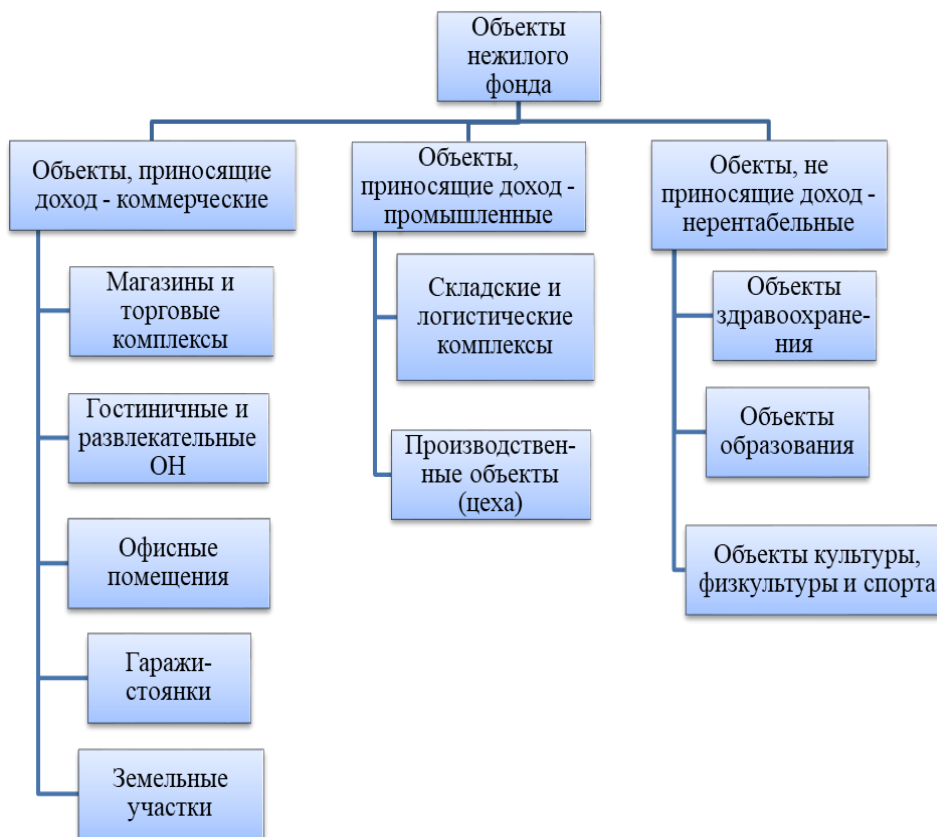 Объекты
нежилого
фонда
Объекты, приносящие
доход - коммерческие
Магазины и
торговые
комплексы
Гостиничные и
развлекательные
ОН
Офисные
помещения
Гаражи-
стоянки
Земельные
участки
Объекты,
приносящие доход -
промышленные
Складские и
логистические
комплексы
Производствен-
ные объекты
(цеха)
Обекты, не
приносящие доход -
нерентабельные
Объекты
здравоохране-
ния
Объекты
образования
Объекты культуры,
физкультуры и спорта